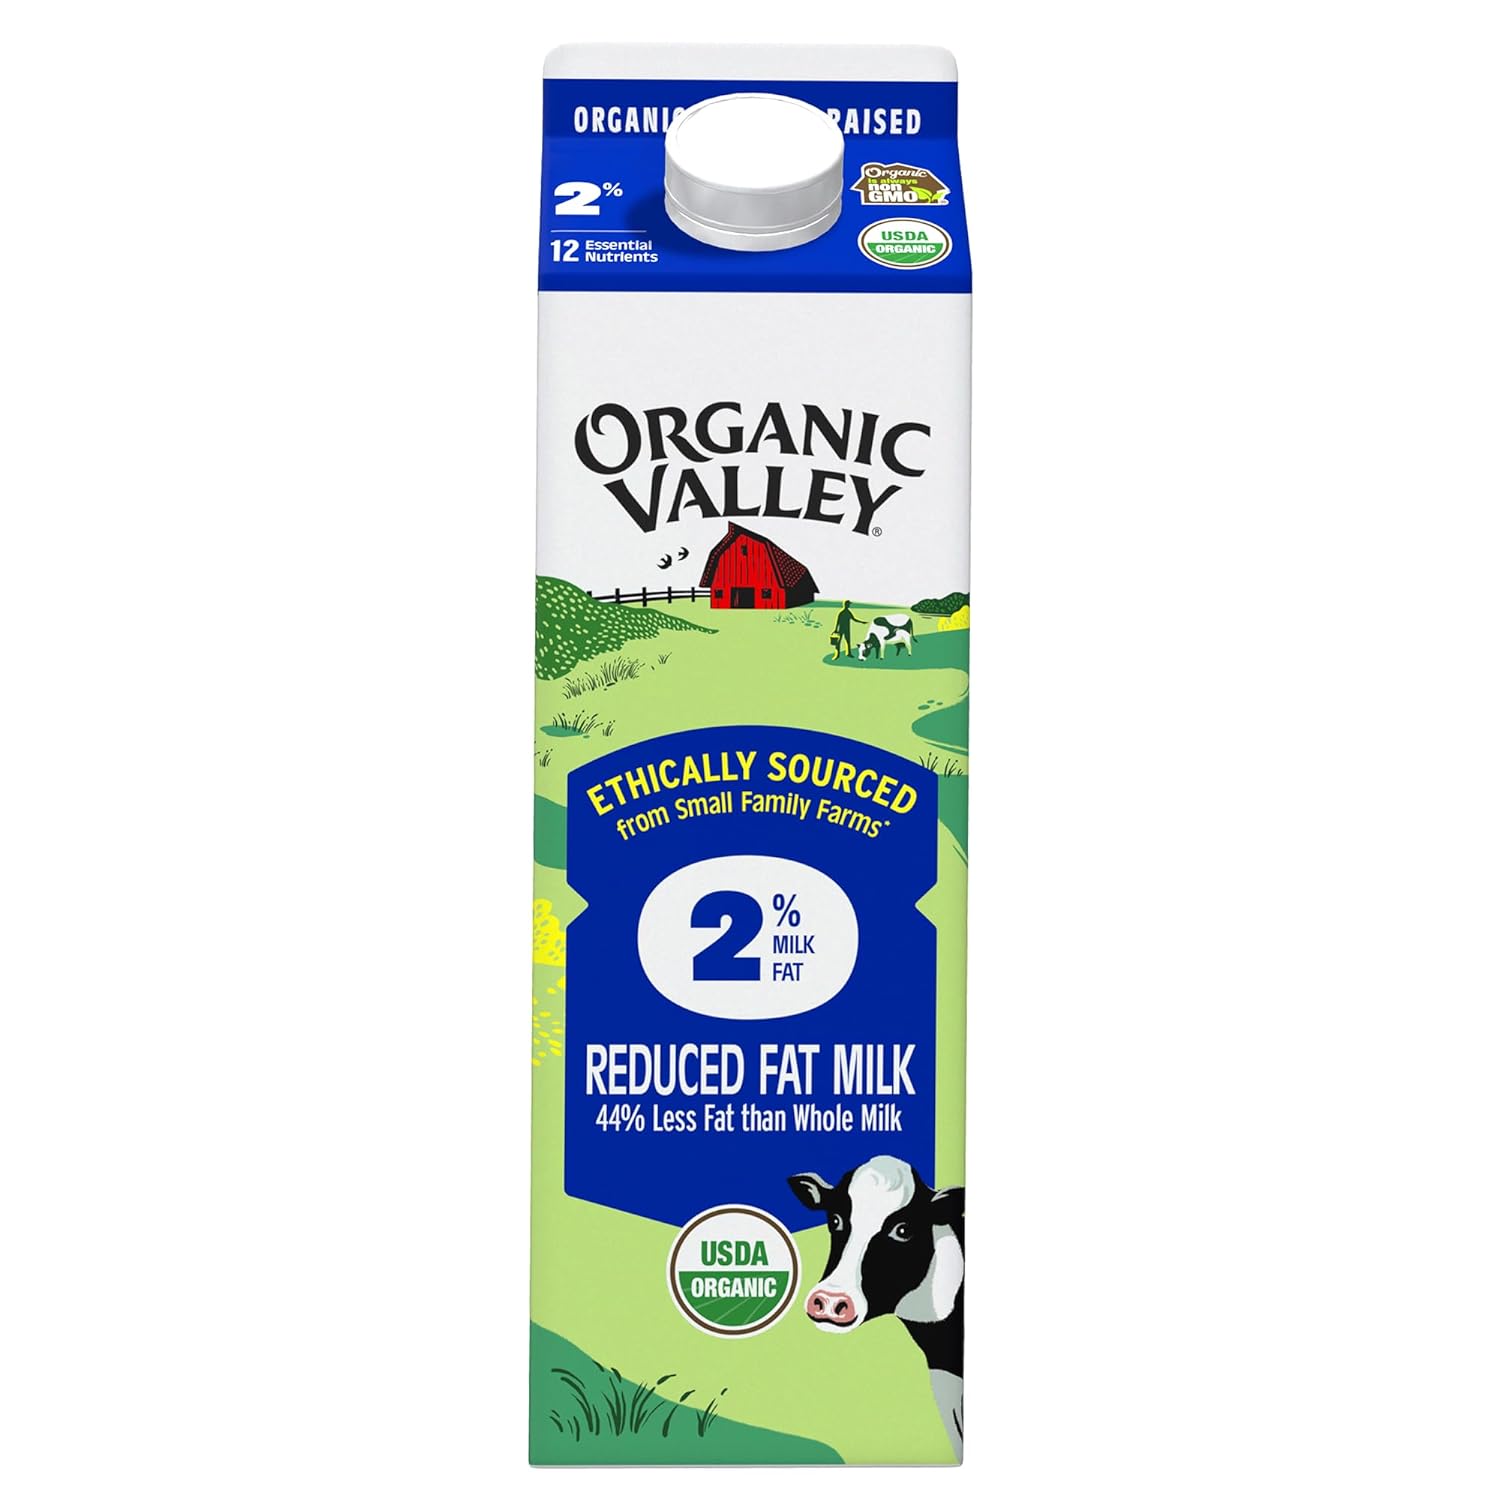 ORGANIC RAISED
2%
12 Essential
Nutrients
Organic
is always
non
GMO
USDA
ORGANIC
ORGANIC
VALLEY®
ETHICALLY SOURCED
from Small Family Farms*
2%
MILK
FAT
REDUCED FAT MILK
44% Less Fat than Whole Milk
USDA
ORGANIC